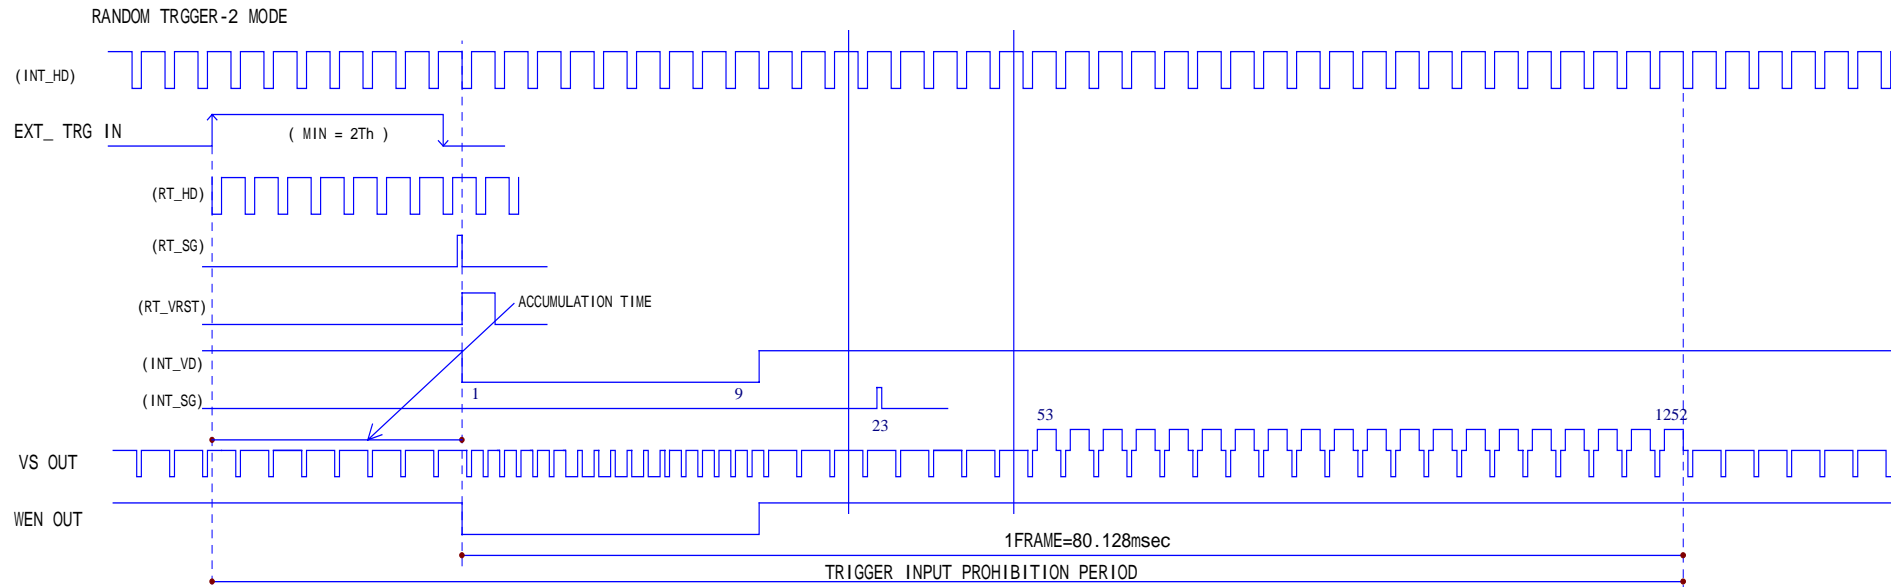 RANDOM TRGGER-2 MODE
(INT_HD)
EXT_ TRG IN
( MIN = 2Th )
(RT_HD)
(RT_SG)
(RT_VRST)
ACCUMULATION TIME
(INT_VD)
1
9
(INT_SG)
23
53
1252
VS OUT
WEN OUT
1FRAME=80.128msec
TRIGGER INPUT PROHIBITION PERIOD